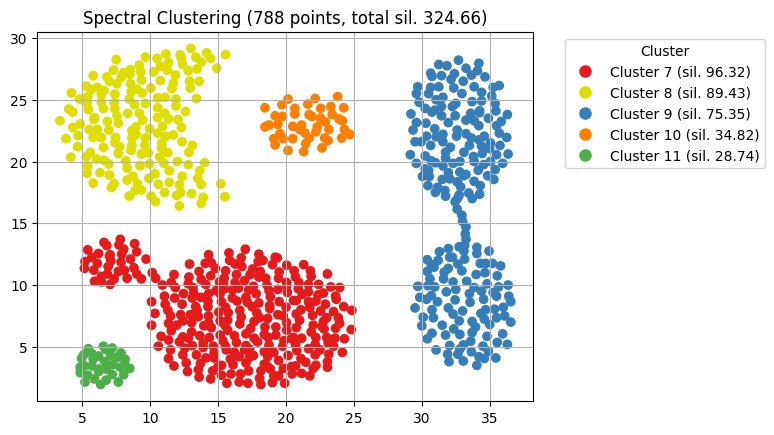 Spectral Clustering (788 points, total sil. 324.66)
30
25
20
15
10
5
5 10 15 20 25 30 35
Cluster
Cluster 7 (sil. 96.32)
Cluster 8 (sil. 89.43)
Cluster 9 (sil. 75.35)
Cluster 10 (sil. 34.82)
Cluster 11 (sil. 28.74)